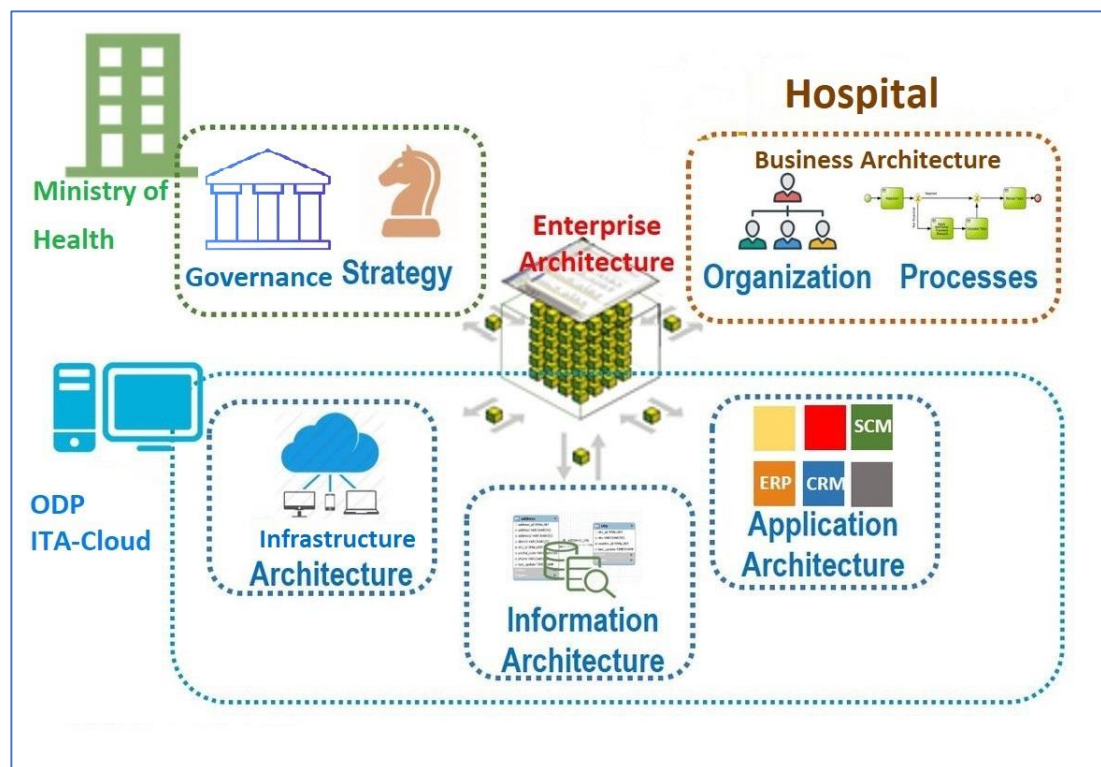 Hospital
Ministry of
Health
Governance
Strategy
Enterprise
Architecture
Business Architecture
Organization
Processes
ODP
ITA-Cloud
Infrastructure
Architecture
Information
Architecture
SCM
ERP
CRM
Application
Architecture